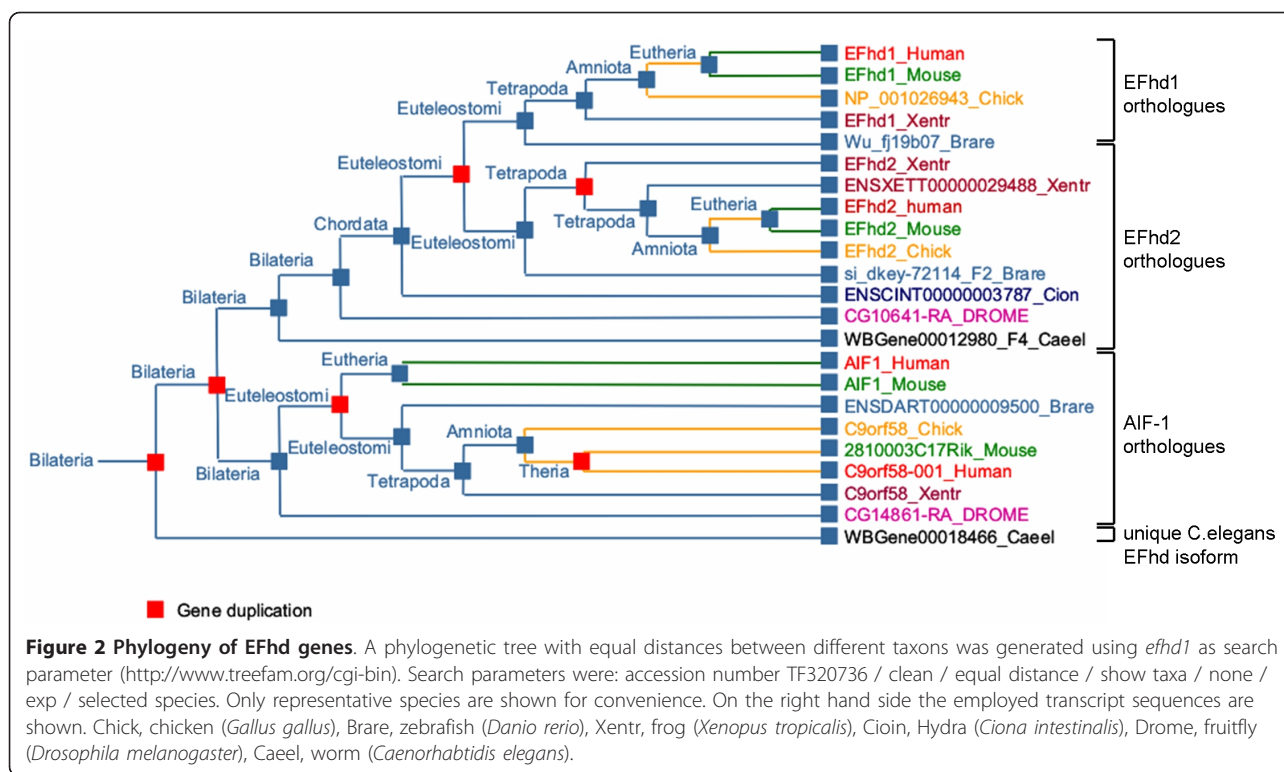 Eutheria
EFhd1_Human
Amniota
EFhd1_Mouse
Tetrapoda
NP_001026943_Chick
EFhd1 orthologues
Euteleostomi
EFhd1_Xentr
Wu_fj19b07_Brare
Euteleostomi
Tetrapoda
EFhd2_Xentr
ENSXETT00000029488_Xentr
Eutheria
EFhd2_human
Chordata
Tetrapoda
EFhd2_Mouse
Euteleostomi
Amniota
EFhd2_Chick
EFhd2 orthologues
Bilateria
si_dkey-72114_F2_Brare
Bilateria
ENSCINT00000003787_Cion
CG10641-RA_DROME
WBGene00012980_F4_Caeel
Eutheria
AIF1_Human
Bilateria
AIF1_Mouse
Euteleostomi
ENSDART00000009500_Brare
Amniota
C9orf58_Chick
AIF-1 orthologues
Euteleostomi
2810003C17Rik_Mouse
Bilateria
Bilateria
Theria
C9orf58-001_Human
Tetrapoda
C9orf58_Xentr
CG14861-RA_DROME
WBGene00018466_Caeel
unique C.elegans
EFhd isoform
Gene duplication
Figure 2 Phylogeny of EFhd genes. A phylogenetic tree with equal distances between different taxons was generated using efhd1 as search
parameter (http://www.treefam.org/cgi-bin). Search parameters were: accession number TF320736 / clean / equal distance / show taxa / none /
exp / selected species. Only representative species are shown for convenience. On the right hand side the employed transcript sequences are
shown. Chick, chicken (Gallus gallus), Brare, zebrafish (Danio rerio), Xentr, frog (Xenopus tropicalis), Cioin, Hydra (Ciona intestinalis), Drome, fruitfly
(Drosophila melanogaster), Caeel, worm (Caenorhabtidis elegans).